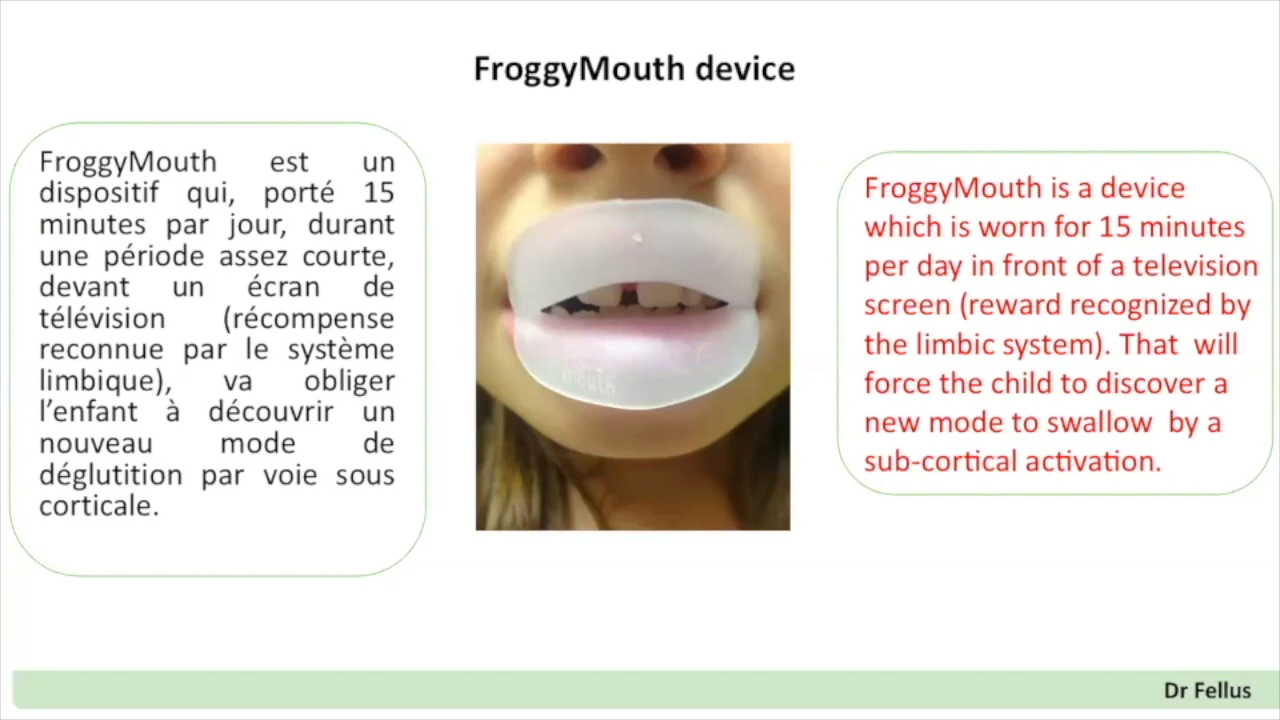 FroggyMouth device
FroggyMouth est un
dispositif qui, porté 15
minutes par jour, durant
une période assez courte,
devant un écran de
télévision (récompense
reconnue par le système
limbique), va obliger
l’enfant à découvrir un
nouveau mode de
déglutition par voie sous
corticale.
mouth
FroggyMouth is a device
which is worn for 15 minutes
per day in front of a television
screen (reward recognized by
the limbic system). That will
force the child to discover a
new mode to swallow by a
sub-cortical activation.
Dr Fellus